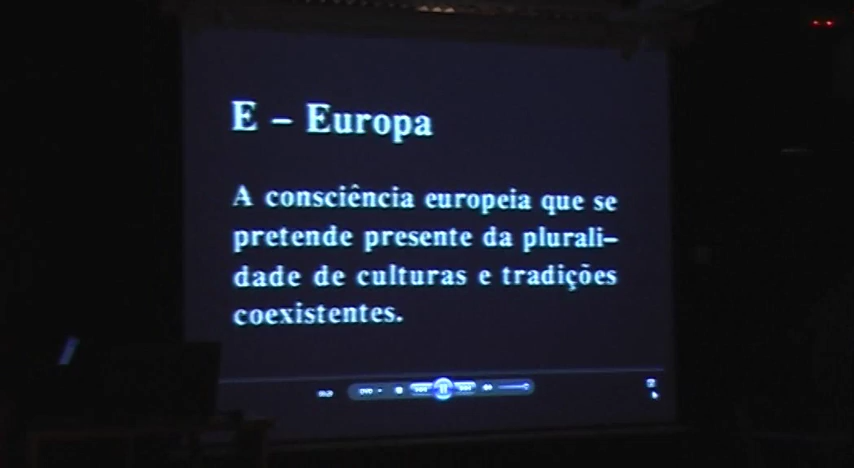 E – Europa
A consciência europeia que se
pretende presente da plurali–
dade de culturas e tradições
coexistentes.